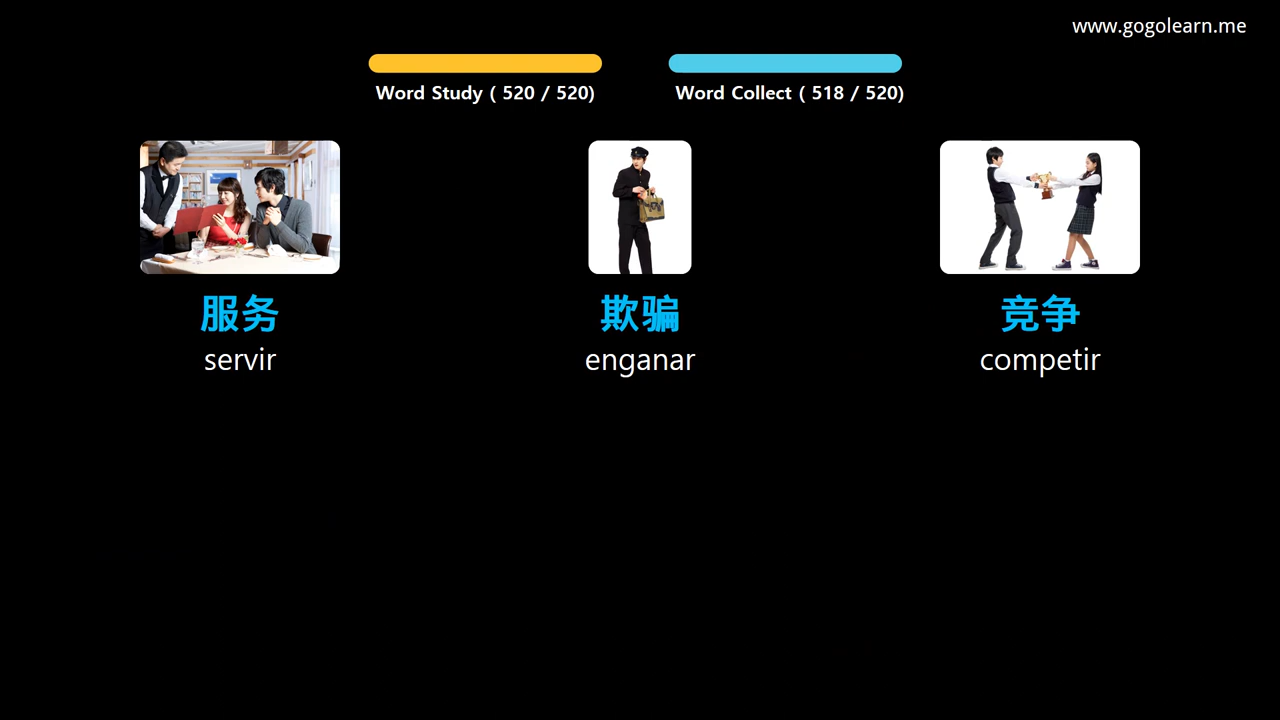 www.gogolearn.me
Word Study ( 520 / 520)
Word Collect ( 518 / 520)
服务
servir
欺骗
enganar
竞争
competir